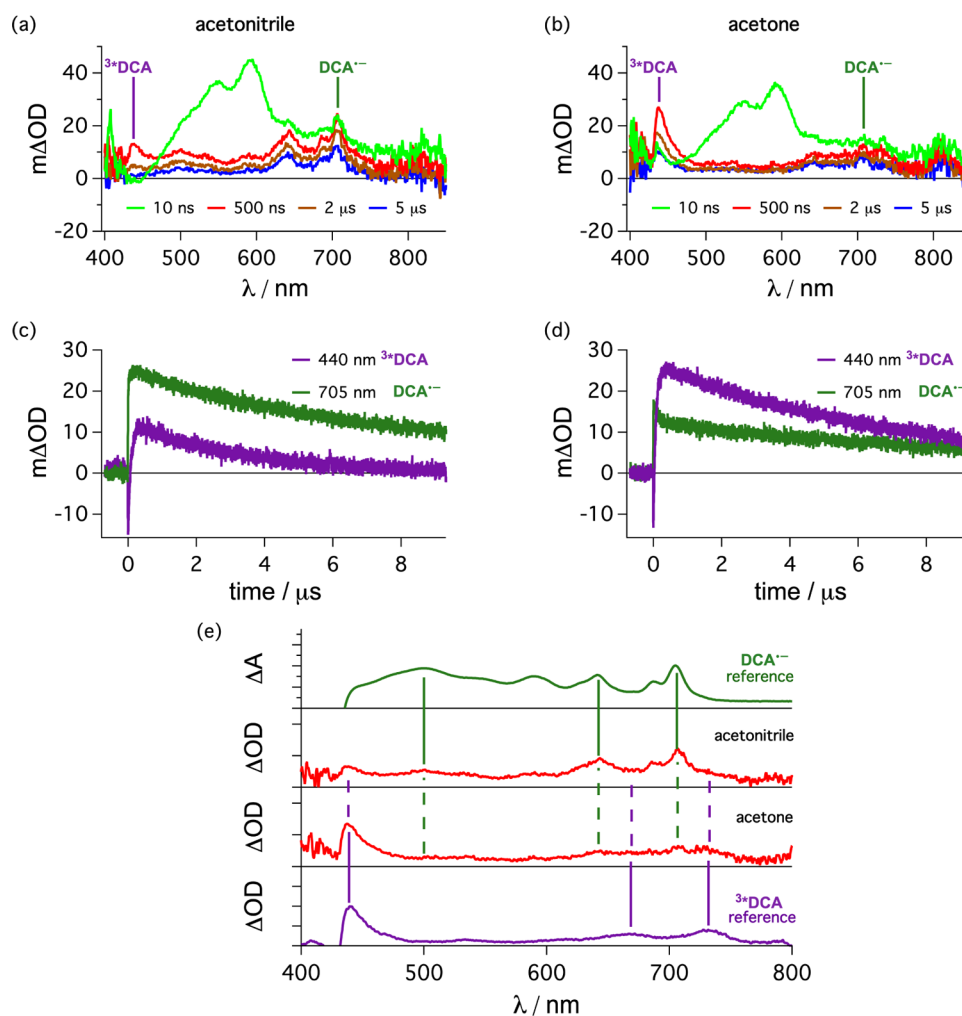 (a)
acetonitrile
(b)
acetone
mΔOD
40
20
0
-20
³*DCA
DCA•−
10 ns
500 ns
2 μs
5 μs
400
500
600
700
800
λ / nm
mΔOD
40
20
0
-20
³*DCA
DCA•−
10 ns
500 ns
2 μs
5 μs
400
500
600
700
800
λ / nm
(c)
mΔOD
30
20
10
0
-10
440 nm ³*DCA
705 nm DCA•−
0
2
4
6
8
time / μs
(d)
mΔOD
30
20
10
0
-10
440 nm ³*DCA
705 nm DCA•−
0
2
4
6
8
time / μs
(e)
ΔA
DCA•−
reference
ΔOD
acetonitrile
ΔOD
acetone
ΔOD
³*DCA
reference
400
500
600
700
800
λ / nm